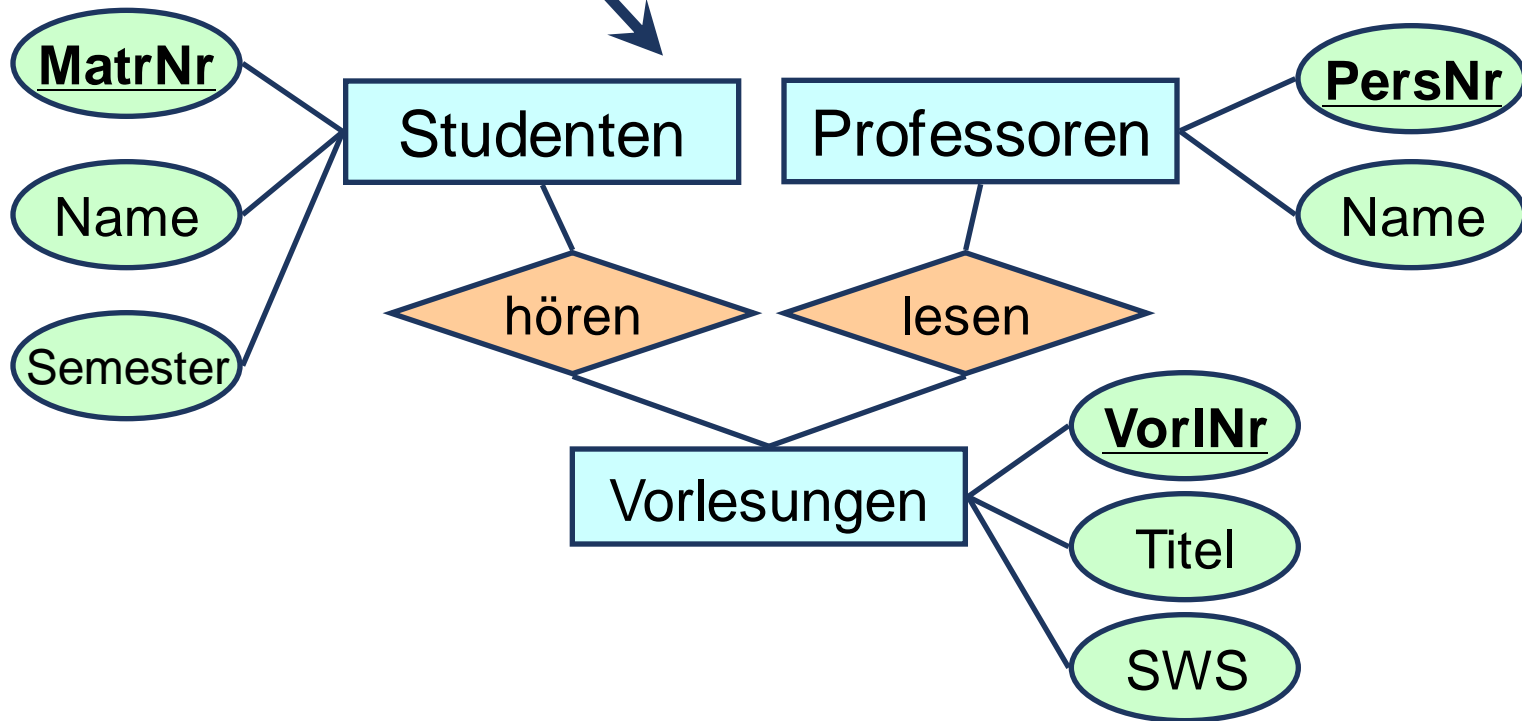 MatrNr
Studenten
Professoren
PersNr
Name
Name
hören
lesen
Semester
VorlNr
Vorlesungen
Titel
SWS